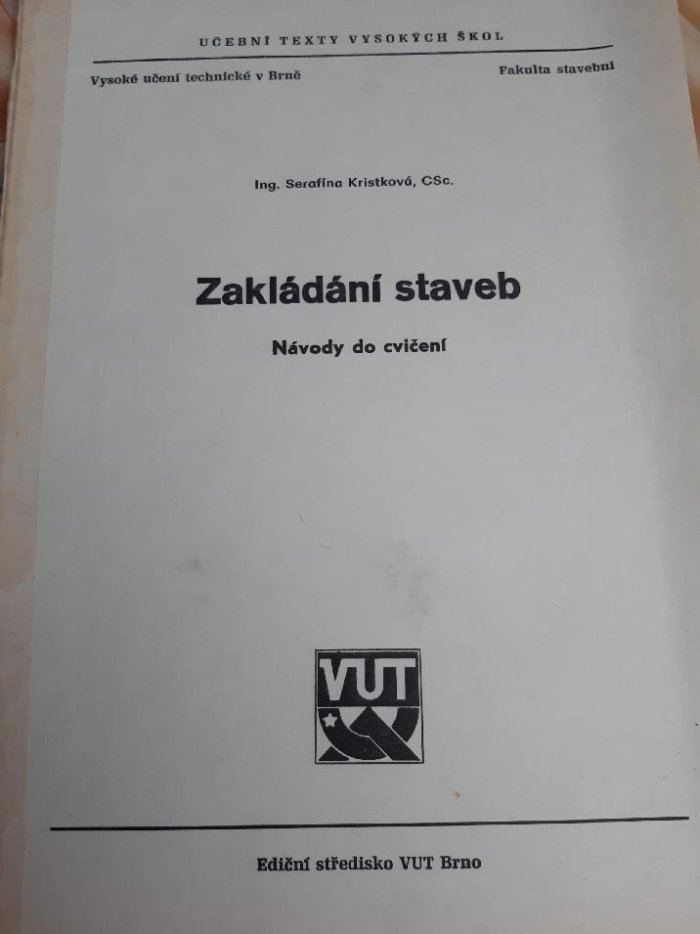 UČEBNÍ TEXTY VYSOKÝCH ŠKOL
Vysoké učení technické v Brně Fakulta stavební
Ing. Serafína Kristková, CSc.
Zakládání staveb
Návody do cvičení
VUT
Ediční středisko VUT Brno